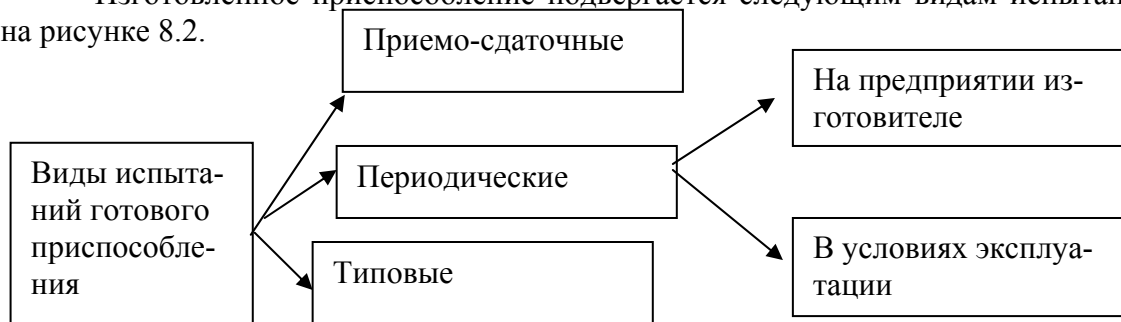 Изготовленное приспособление подвергается следующим видам испытан
на рисунке 8.2.
Приемо-сдаточные
На предприятии из-
готовителе
Виды испыта-
ний готового
приспособле-
ния
Периодические
Типовые
В условиях эксплуа-
тации